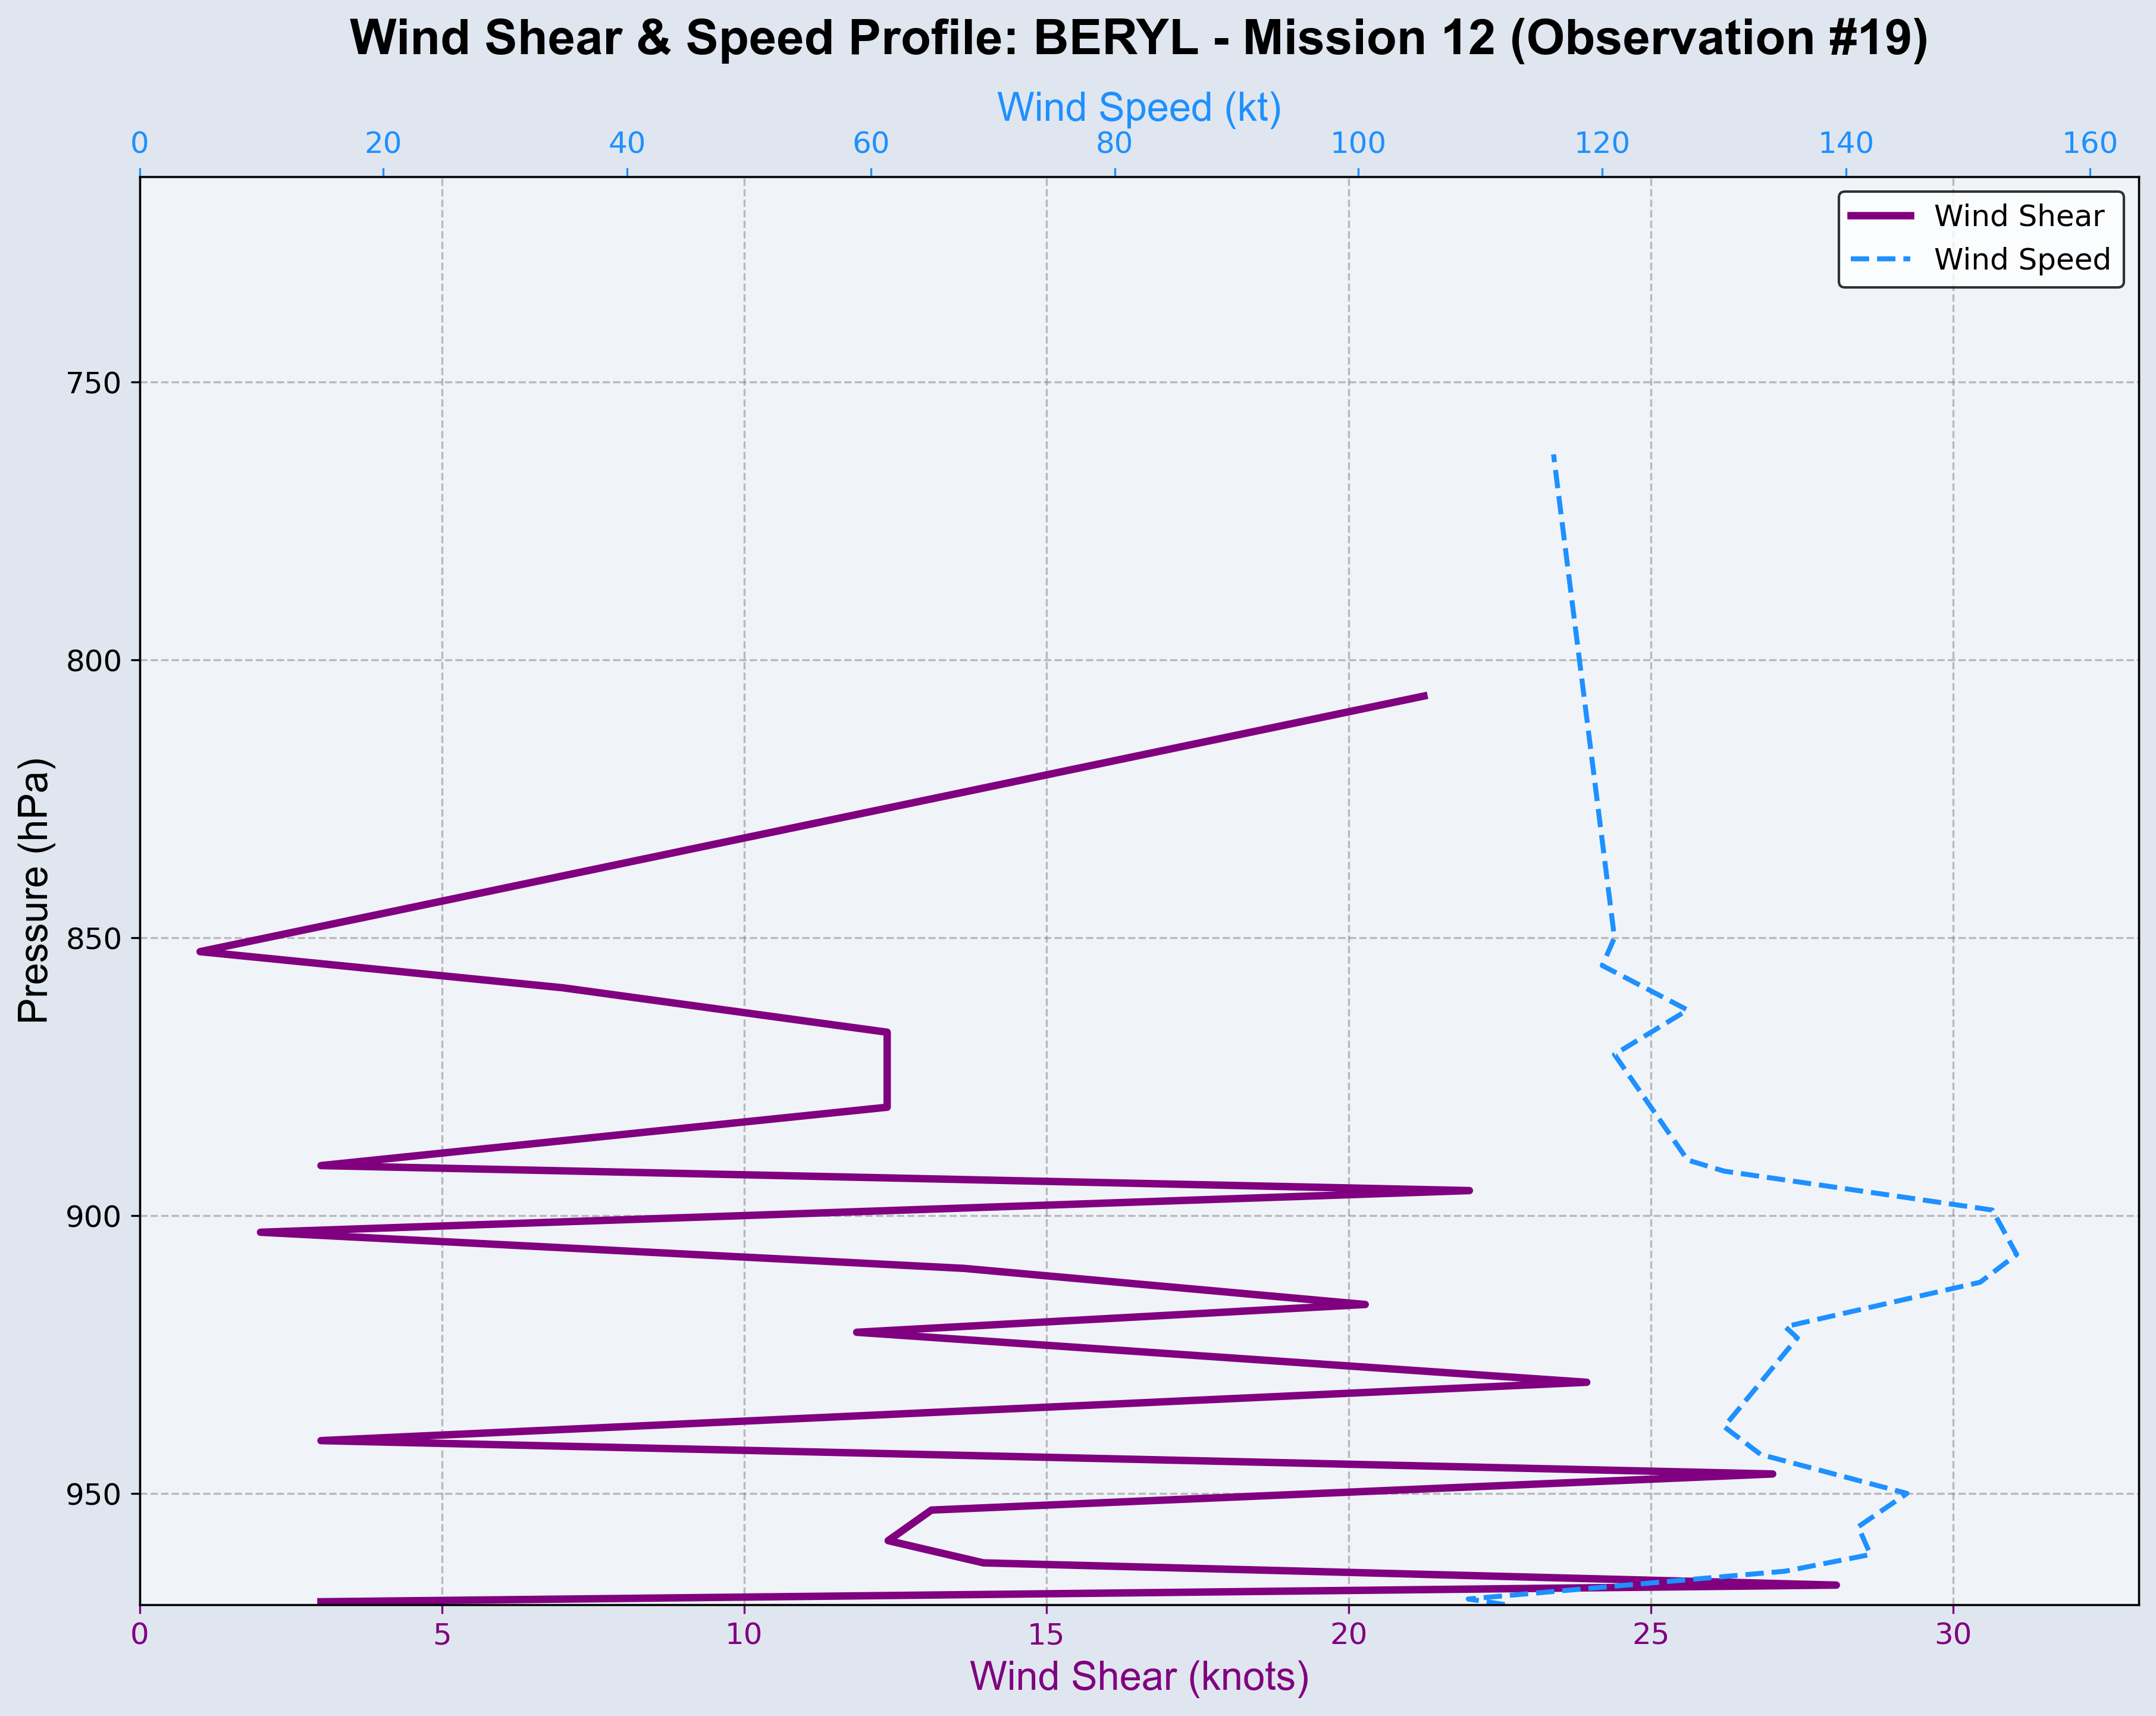 Wind Shear & Speed Profile: BERYL - Mission 12 (Observation #19)
Wind Speed (kt)
0 20 40 60 80 100 120 140 160
Wind Shear
Wind Speed
750
800
850
900
950
Pressure (hPa)
0 5 10 15 20 25 30
Wind Shear (knots)